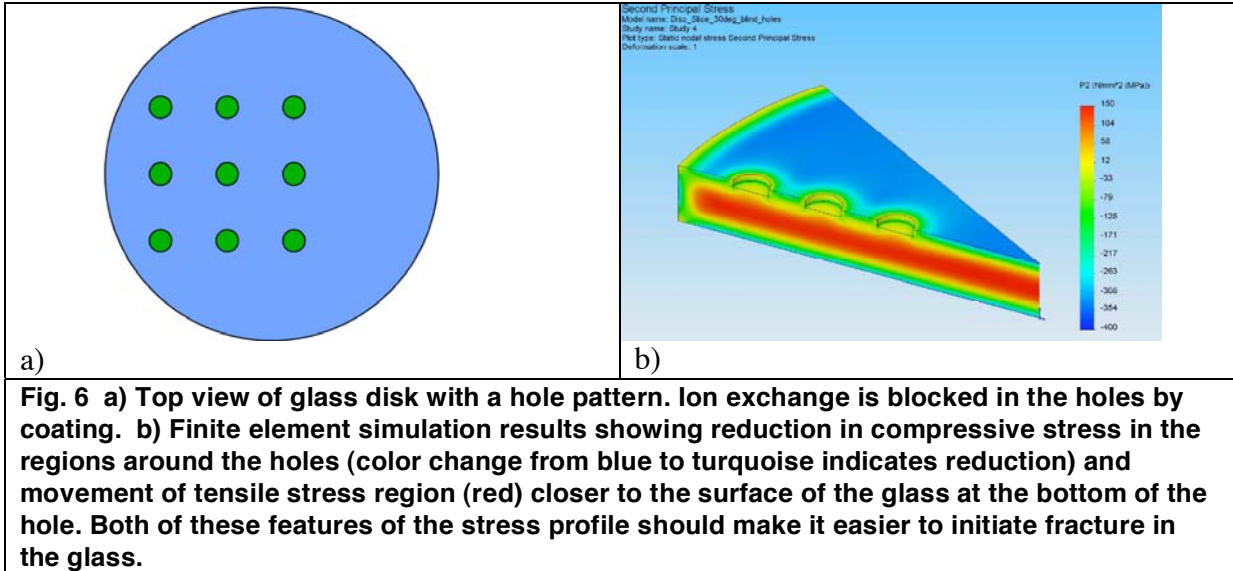 Second Principal Stress
Model name: Disc_Slice_30deg_blind_holes
Study name: Study 4
Plot type: Static nodal stress Second Principal Stress
Deformation scale: 1
P2 (N/mm^2 (MPa))
150
104
58
12
-33
-79
-125
-171
-217
-263
-308
-354
-400
a)
b)
Fig. 6 a) Top view of glass disk with a hole pattern. Ion exchange is blocked in the holes by
coating. b) Finite element simulation results showing reduction in compressive stress in the
regions around the holes (color change from blue to turquoise indicates reduction) and
movement of tensile stress region (red) closer to the surface of the glass at the bottom of the
hole. Both of these features of the stress profile should make it easier to initiate fracture in
the glass.